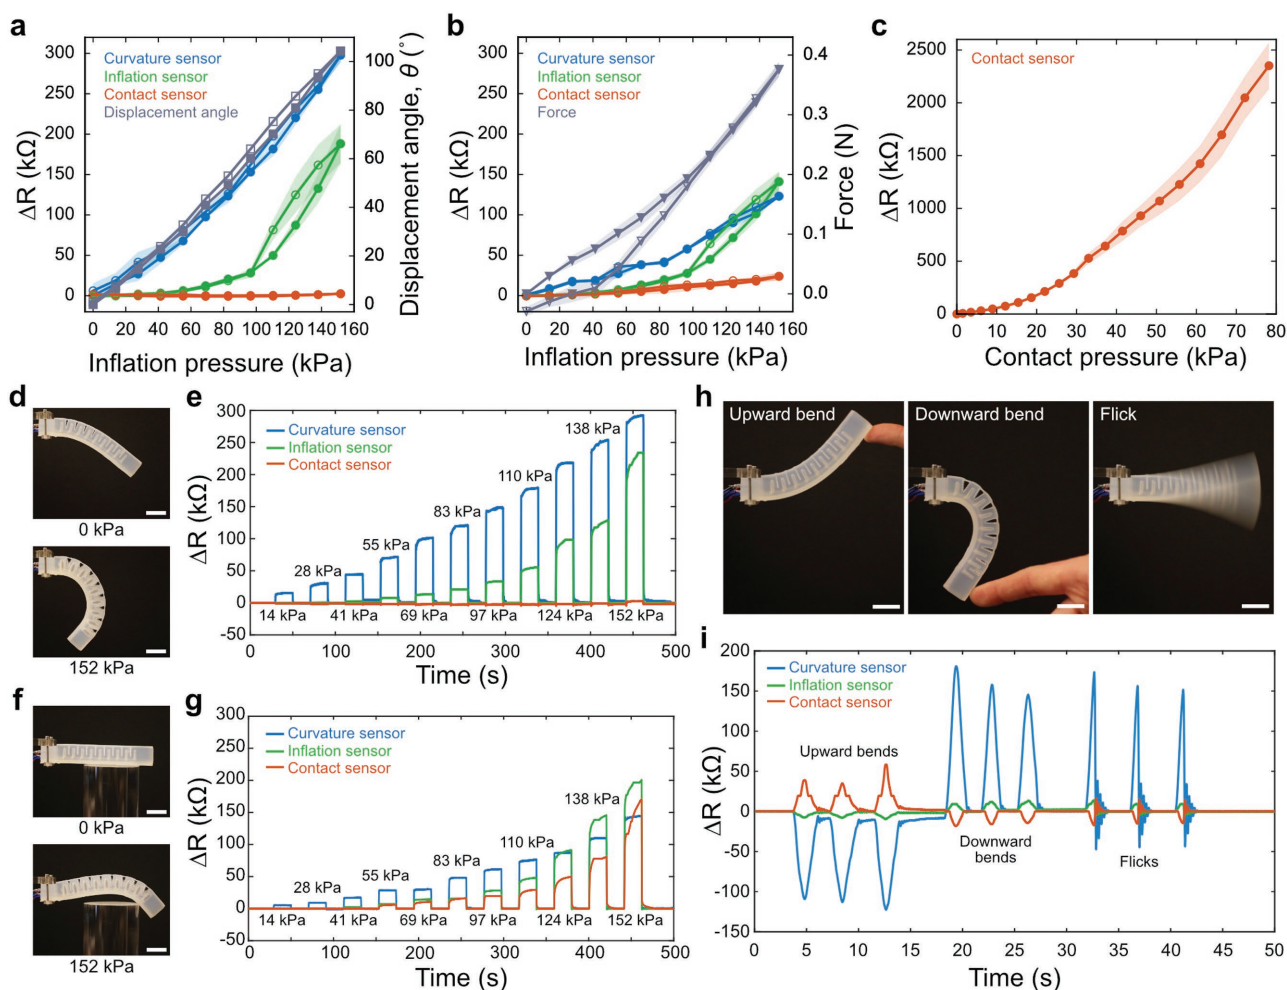 a
300
250
200
150
100
50
0
ΔR (kΩ)
Curvature sensor
Inflation sensor
Contact sensor
Displacement angle
100
80
60
40
20
0
Displacement angle, θ (°)
0 20 40 60 80 100 120 140 160
Inflation pressure (kPa)
b
300
250
200
150
100
50
0
ΔR (kΩ)
Curvature sensor
Inflation sensor
Contact sensor
Force
0.4
0.3
0.2
0.1
0.0
Force (N)
0 20 40 60 80 100 120 140 160
Inflation pressure (kPa)
c
2500
2000
1500
1000
500
0
ΔR (kΩ)
Contact sensor
0 10 20 30 40 50 60 70 80
Contact pressure (kPa)
d
0 kPa
152 kPa
e
300
250
200
150
100
50
0
-50
ΔR (kΩ)
Curvature sensor
Inflation sensor
Contact sensor
138 kPa
110 kPa
83 kPa
55 kPa
28 kPa
14 kPa 41 kPa 69 kPa 97 kPa 124 kPa 152 kPa
0 100 200 300 400 500
Time (s)
f
0 kPa
152 kPa
g
300
250
200
150
100
50
0
-50
ΔR (kΩ)
Curvature sensor
Inflation sensor
Contact sensor
138 kPa
110 kPa
83 kPa
55 kPa
28 kPa
14 kPa 41 kPa 69 kPa 97 kPa 124 kPa 152 kPa
0 100 200 300 400 500
Time (s)
h
Upward bend
Downward bend
Flick
i
200
150
100
50
0
-50
-100
-150
ΔR (kΩ)
Curvature sensor
Inflation sensor
Contact sensor
Upward bends
Downward
bends
Flicks
0 5 10 15 20 25 30 35 40 45 50
Time (s)